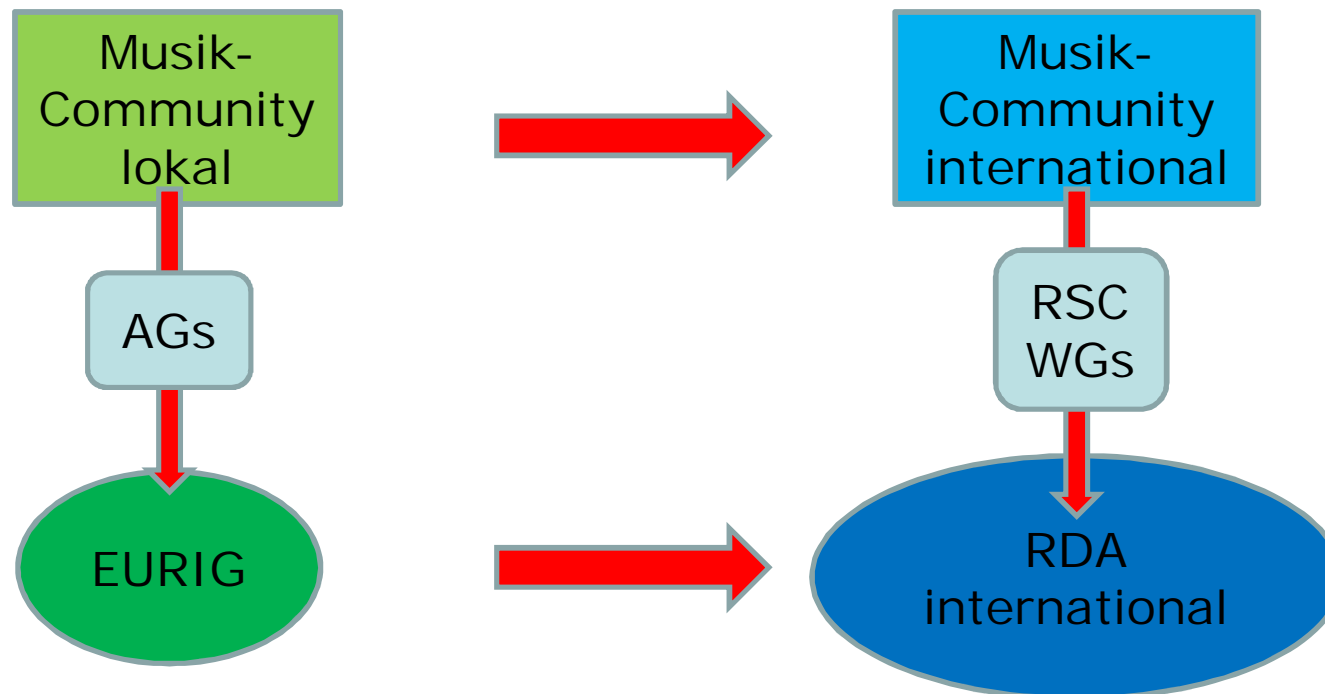 Musik-
Community
lokal
Musik-
Community
international
AGs
RSC
WGs
EURIG
RDA
international